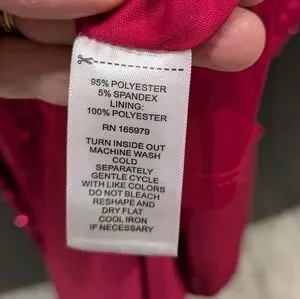 95% POLYESTER
5% SPANDEX
LINING:
100% POLYESTER
RN 165979
TURN INSIDE OUT
MACHINE WASH
COLD
SEPARATELY
GENTLE CYCLE
WITH LIKE COLORS
DO NOT BLEACH
RESHAPE AND
DRY FLAT
COOL IRON
IF NECESSARY